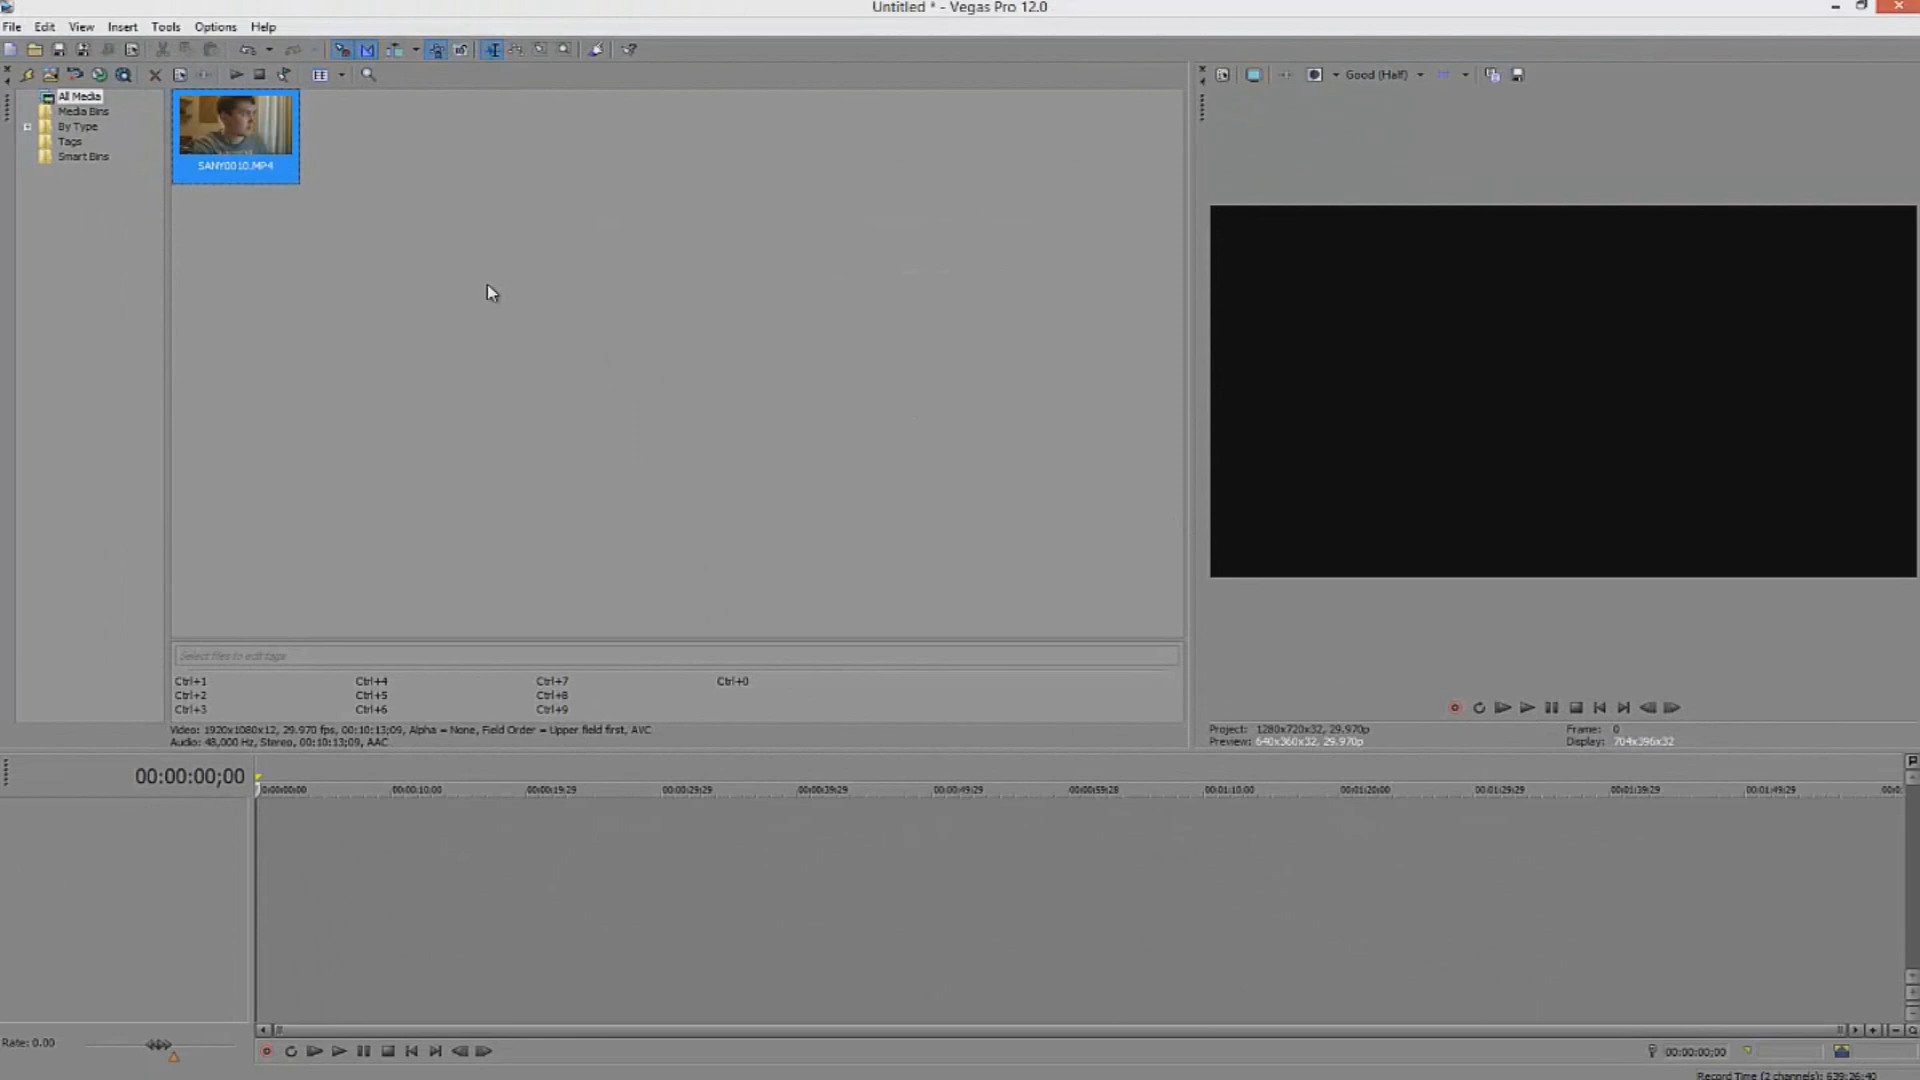 Untitled * - Vegas Pro 12.0
File Edit View Insert Tools Options Help
Good (Half)
All Media
Media Bins
By Type
Tags
Smart Bins
SANY0010.MP4
Select files to edit tags
Ctrl+1 Ctrl+4 Ctrl+7 Ctrl+0
Ctrl+2 Ctrl+5 Ctrl+8
Ctrl+3 Ctrl+6 Ctrl+9
Video: 1920x1080x12, 29.970 fps, 00:10:13;09, Alpha = None, Field Order = Upper field first, AVC
Audio: 48,000 Hz, Stereo, 00:10:13;09, AAC
Project: 1280x720x32, 29.970p Frame: 0
Preview: 640x360x32, 29.970p Display: 704x396x32
00:00:00;00
00:00:00 00:00:10:00 00:00:19:29 00:00:29:29 00:00:39:29 00:00:49:29 00:00:59:28 00:01:10:00 00:01:20:00 00:01:29:29 00:01:39:29 00:01:49:29 00:0
Rate: 0.00
00:00:00;00
Record Time (2 channels): 639:26:40